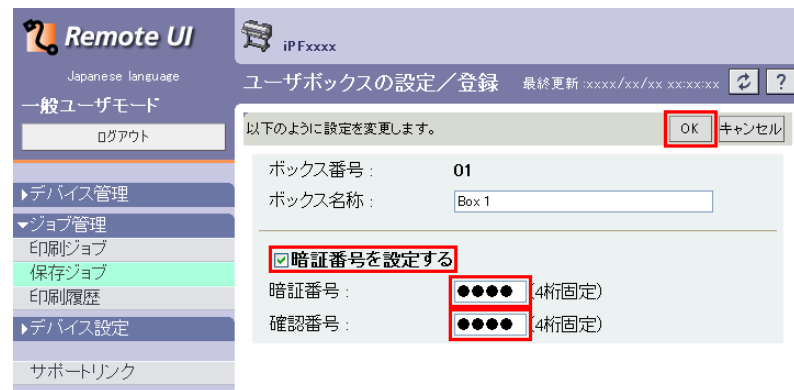 Remote UI
Japanese language
一般ユーザモード
ログアウト
▶デバイス管理
▼ジョブ管理
印刷ジョブ
保存ジョブ
印刷履歴
▶デバイス設定
サポートリンク
iPFxxxx
ユーザボックスの設定／登録 最終更新:xxxx/xx/xx xx:xx:xx ?
以下のように設定を変更します。 OK キャンセル
ボックス番号: 01
ボックス名称: Box 1
暗証番号を設定する
暗証番号: ●●●● (4桁固定)
確認番号: ●●●● (4桁固定)